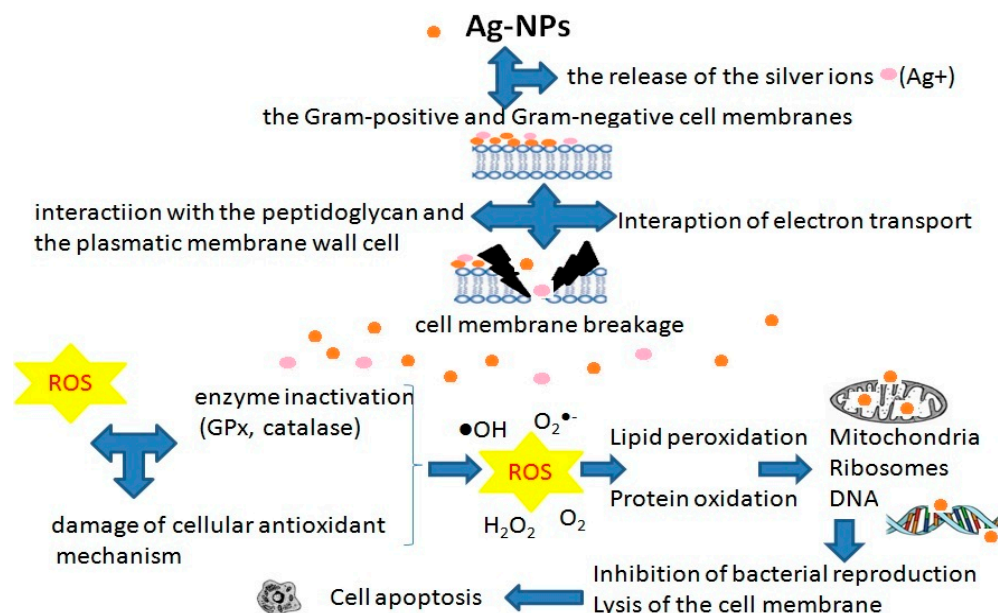 Ag-NPs
the release of the silver ions (Ag+)
the Gram-positive and Gram-negative cell membranes
interactiion with the peptidoglycan and
the plasmatic membrane wall cell
Interaption of electron transport
cell membrane breakage
ROS
enzyme inactivation
(GPx, catalase)
damage of cellular antioxidant
mechanism
●OH
O₂●-
ROS
H₂O₂
O₂
Lipid peroxidation
Protein oxidation
Mitochondria
Ribosomes
DNA
Inhibition of bacterial reproduction
Lysis of the cell membrane
Cell apoptosis